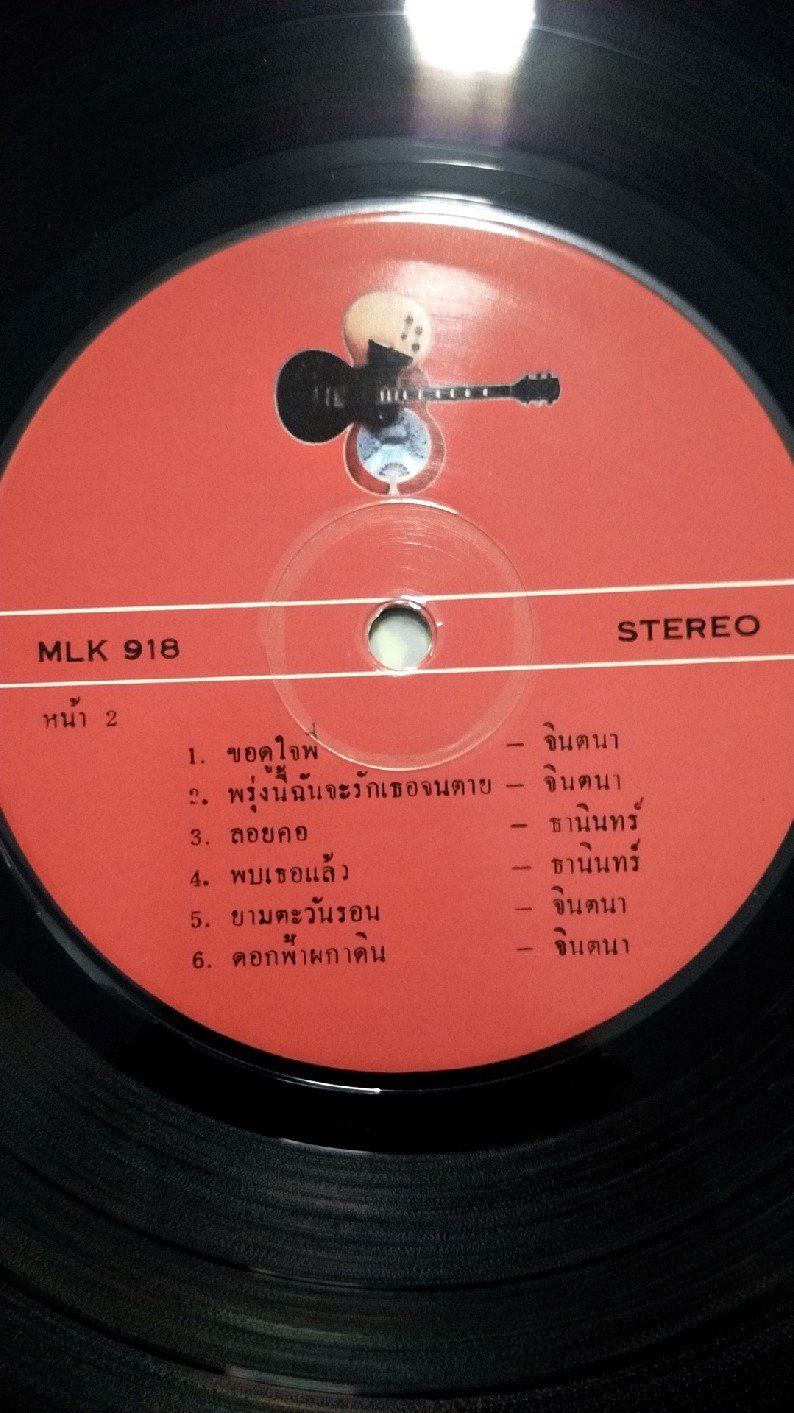 MLK 918 STEREO
หน้า 2
1. ขอดูใจพี่ – จินตนา
2. พรุ่งนี้ฉันจะรักเธอจนตาย – จินตนา
3. ลอยคอ – ธานินทร์
4. พบเธอแล้ว – ธานินทร์
5. ยามตะวันรอน – จินตนา
6. ดอกฟ้าผกาดิน – จินตนา